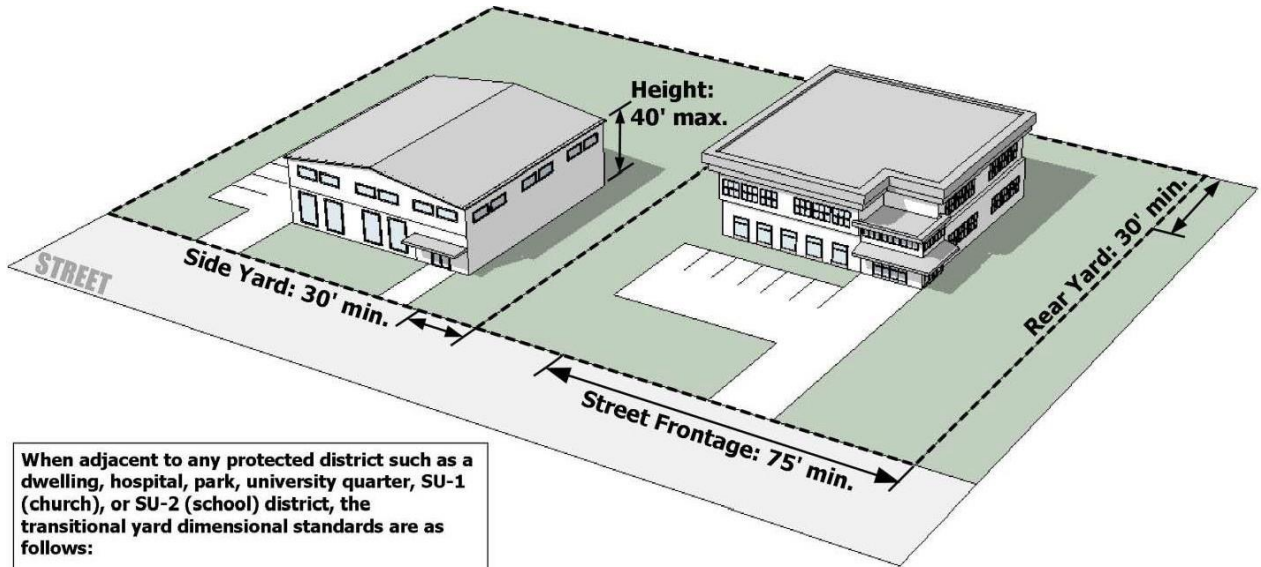 Height:
40' max.
STREET
Side Yard: 30' min.
Rear Yard: 30' min.
Street Frontage: 75' min.
When adjacent to any protected district such as a
dwelling, hospital, park, university quarter, SU-1
(church), or SU-2 (school) district, the
transitional yard dimensional standards are as
follows: